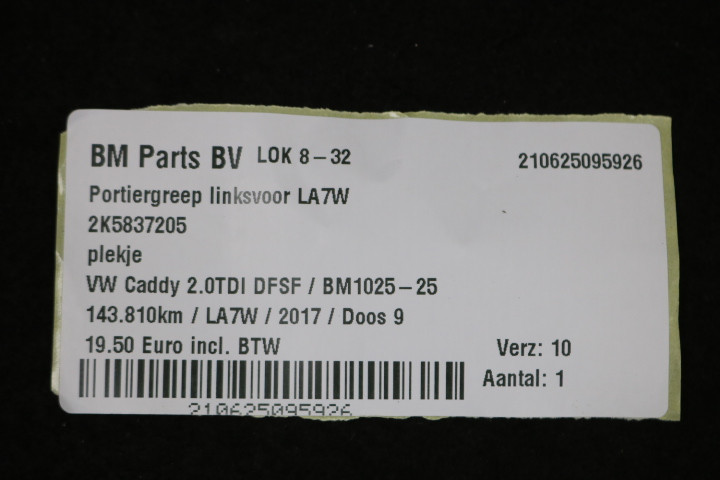 BM Parts BV LOK 8-32 210625095926
Portiergreep linksvoor LA7W
2K5837205
plekje
VW Caddy 2.0TDI DFSF / BM1025-25
143.810km / LA7W / 2017 / Doos 9
19.50 Euro incl. BTW Verz: 10
Aantal: 1
210625095926